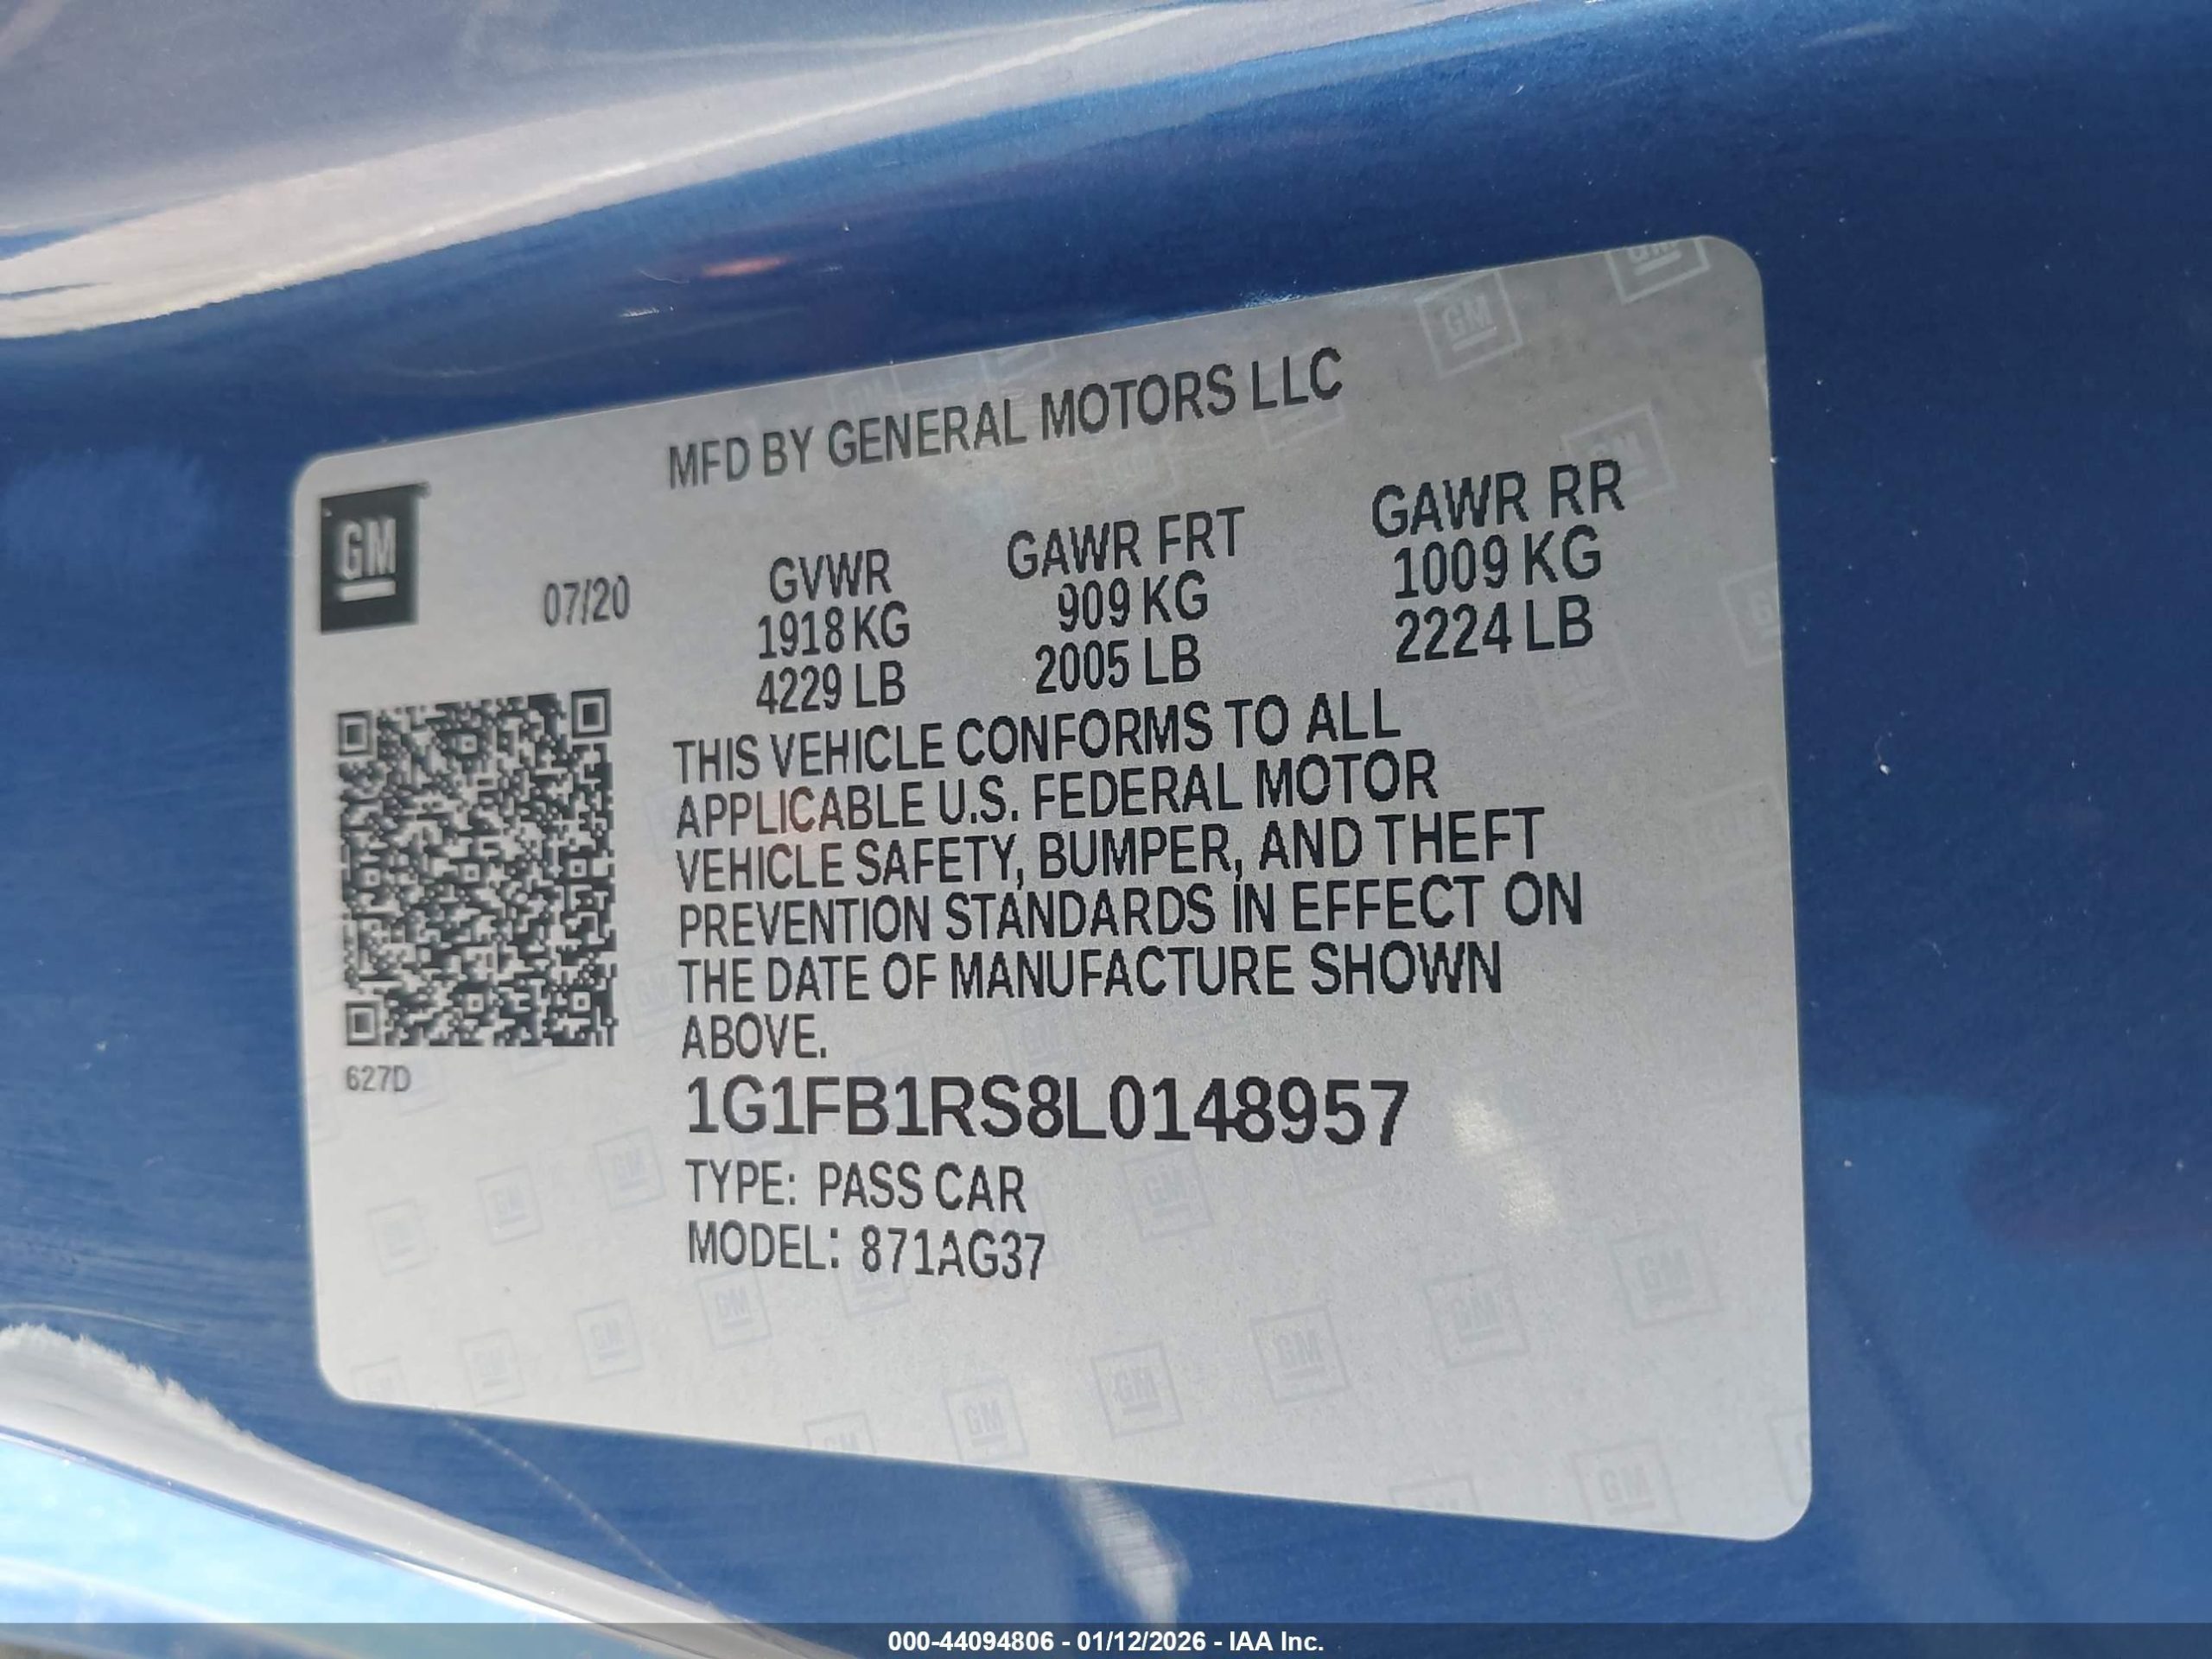 MFD BY GENERAL MOTORS LLC
GM
07/20
GVWR
1918 KG
4229 LB
GAWR FRT
909 KG
2005 LB
GAWR RR
1009 KG
2224 LB
THIS VEHICLE CONFORMS TO ALL
APPLICABLE U.S. FEDERAL MOTOR
VEHICLE SAFETY, BUMPER, AND THEFT
PREVENTION STANDARDS IN EFFECT ON
THE DATE OF MANUFACTURE SHOWN
ABOVE.
627D
1G1FB1RS8L0148957
TYPE: PASS CAR
MODEL: 871AG37
000-44094806 - 01/12/2026 - IAA Inc.